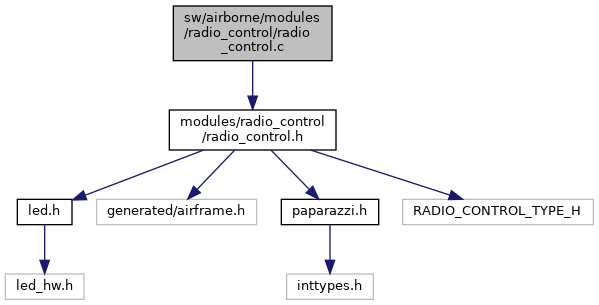 sw/airborne/modules
/radio_control/radio
_control.c
modules/radio_control
/radio_control.h
led.h
generated/airframe.h
paparazzi.h
RADIO_CONTROL_TYPE_H
led_hw.h
inttypes.h